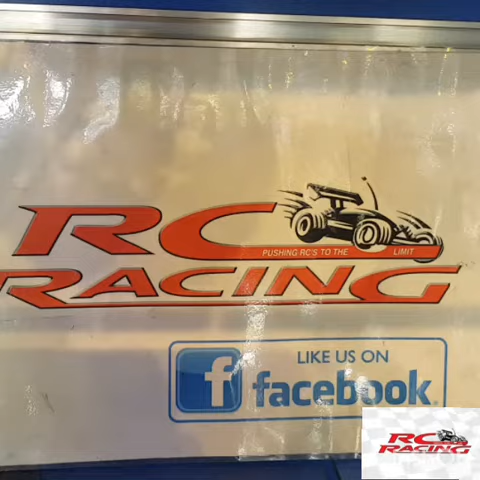 RC
PUSHING RC'S TO THE LIMIT
RACING
LIKE US ON
f facebook
RC
RACING